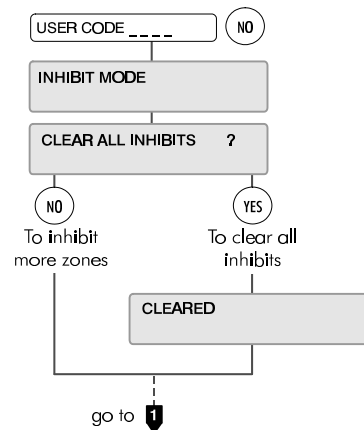 USER CODE _ _ _ _ NO
INHIBIT MODE
CLEAR ALL INHIBITS ?
NO YES
To inhibit To clear all
more zones inhibits
CLEARED
go to 1